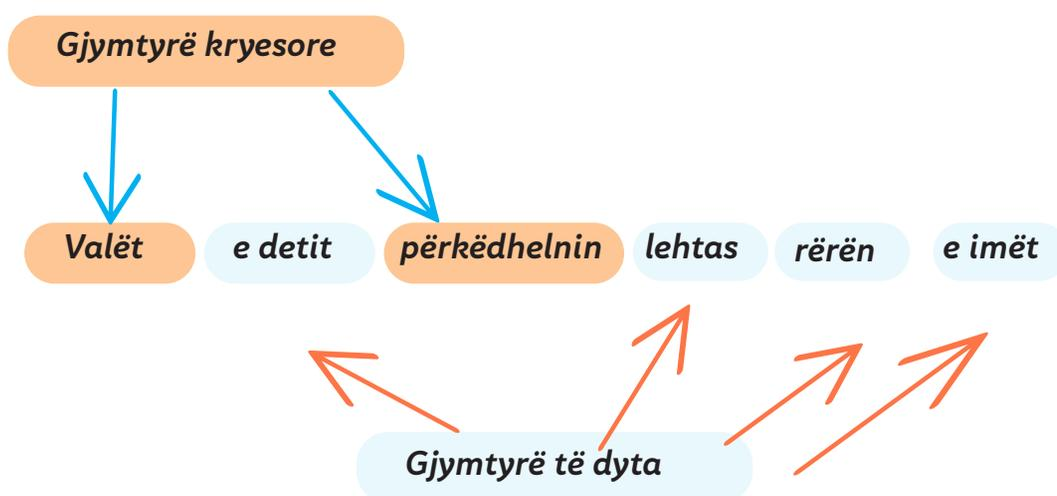 Gjymtyrë kryesore
Valët e detit përkëdhelnin lehtas rërën e imët
Gjymtyrë të dyta